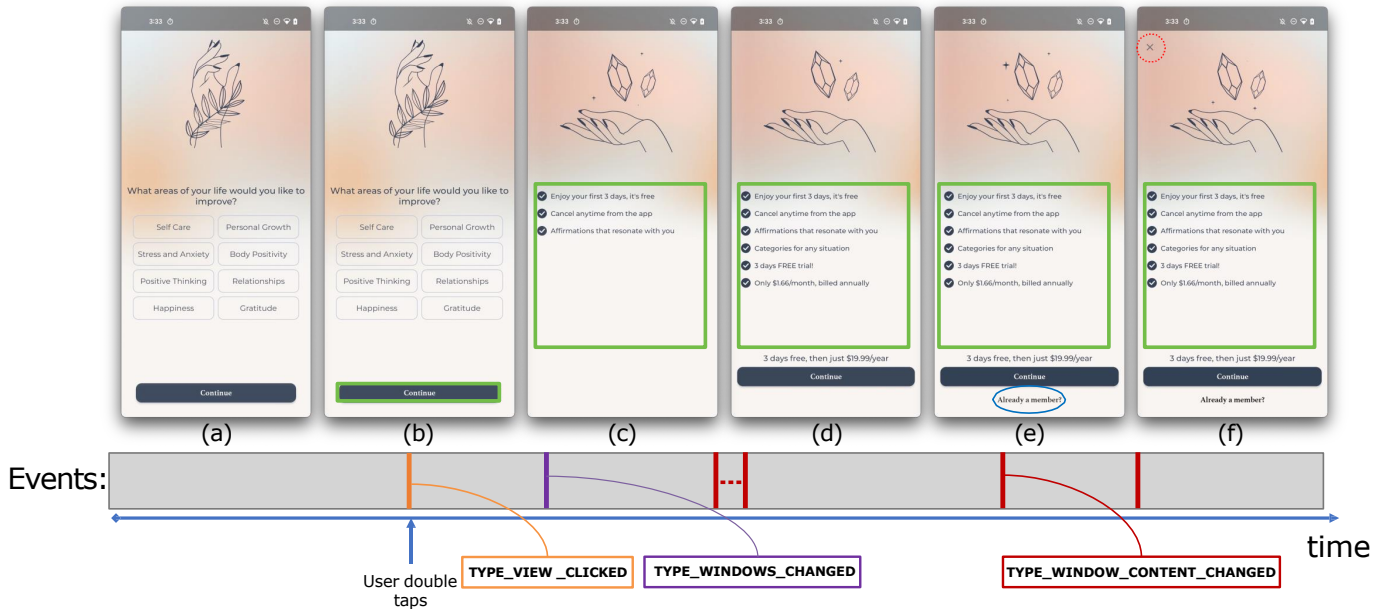 3:33
What areas of your life would you like to
improve?
Self Care
Personal Growth
Stress and Anxiety
Body Positivity
Positive Thinking
Relationships
Happiness
Gratitude
Continue
(a)
3:33
What areas of your life would you like to
improve?
Self Care
Personal Growth
Stress and Anxiety
Body Positivity
Positive Thinking
Relationships
Happiness
Gratitude
Continue
(b)
3:33
Enjoy your first 3 days, it's free
Cancel anytime from the app
Affirmations that resonate with you
(c)
3:33
Enjoy your first 3 days, it's free
Cancel anytime from the app
Affirmations that resonate with you
Categories for any situation
3 days FREE trial!
Only $1.66/month, billed annually
3 days free, then just $19.99/year
Continue
(d)
3:33
Enjoy your first 3 days, it's free
Cancel anytime from the app
Affirmations that resonate with you
Categories for any situation
3 days FREE trial!
Only $1.66/month, billed annually
3 days free, then just $19.99/year
Continue
Already a member?
(e)
3:33
Enjoy your first 3 days, it's free
Cancel anytime from the app
Affirmations that resonate with you
Categories for any situation
3 days FREE trial!
Only $1.66/month, billed annually
3 days free, then just $19.99/year
Continue
Already a member?
(f)
Events:
time
User double
taps
TYPE_VIEW _CLICKED
TYPE_WINDOWS_CHANGED
TYPE_WINDOW_CONTENT_CHANGED